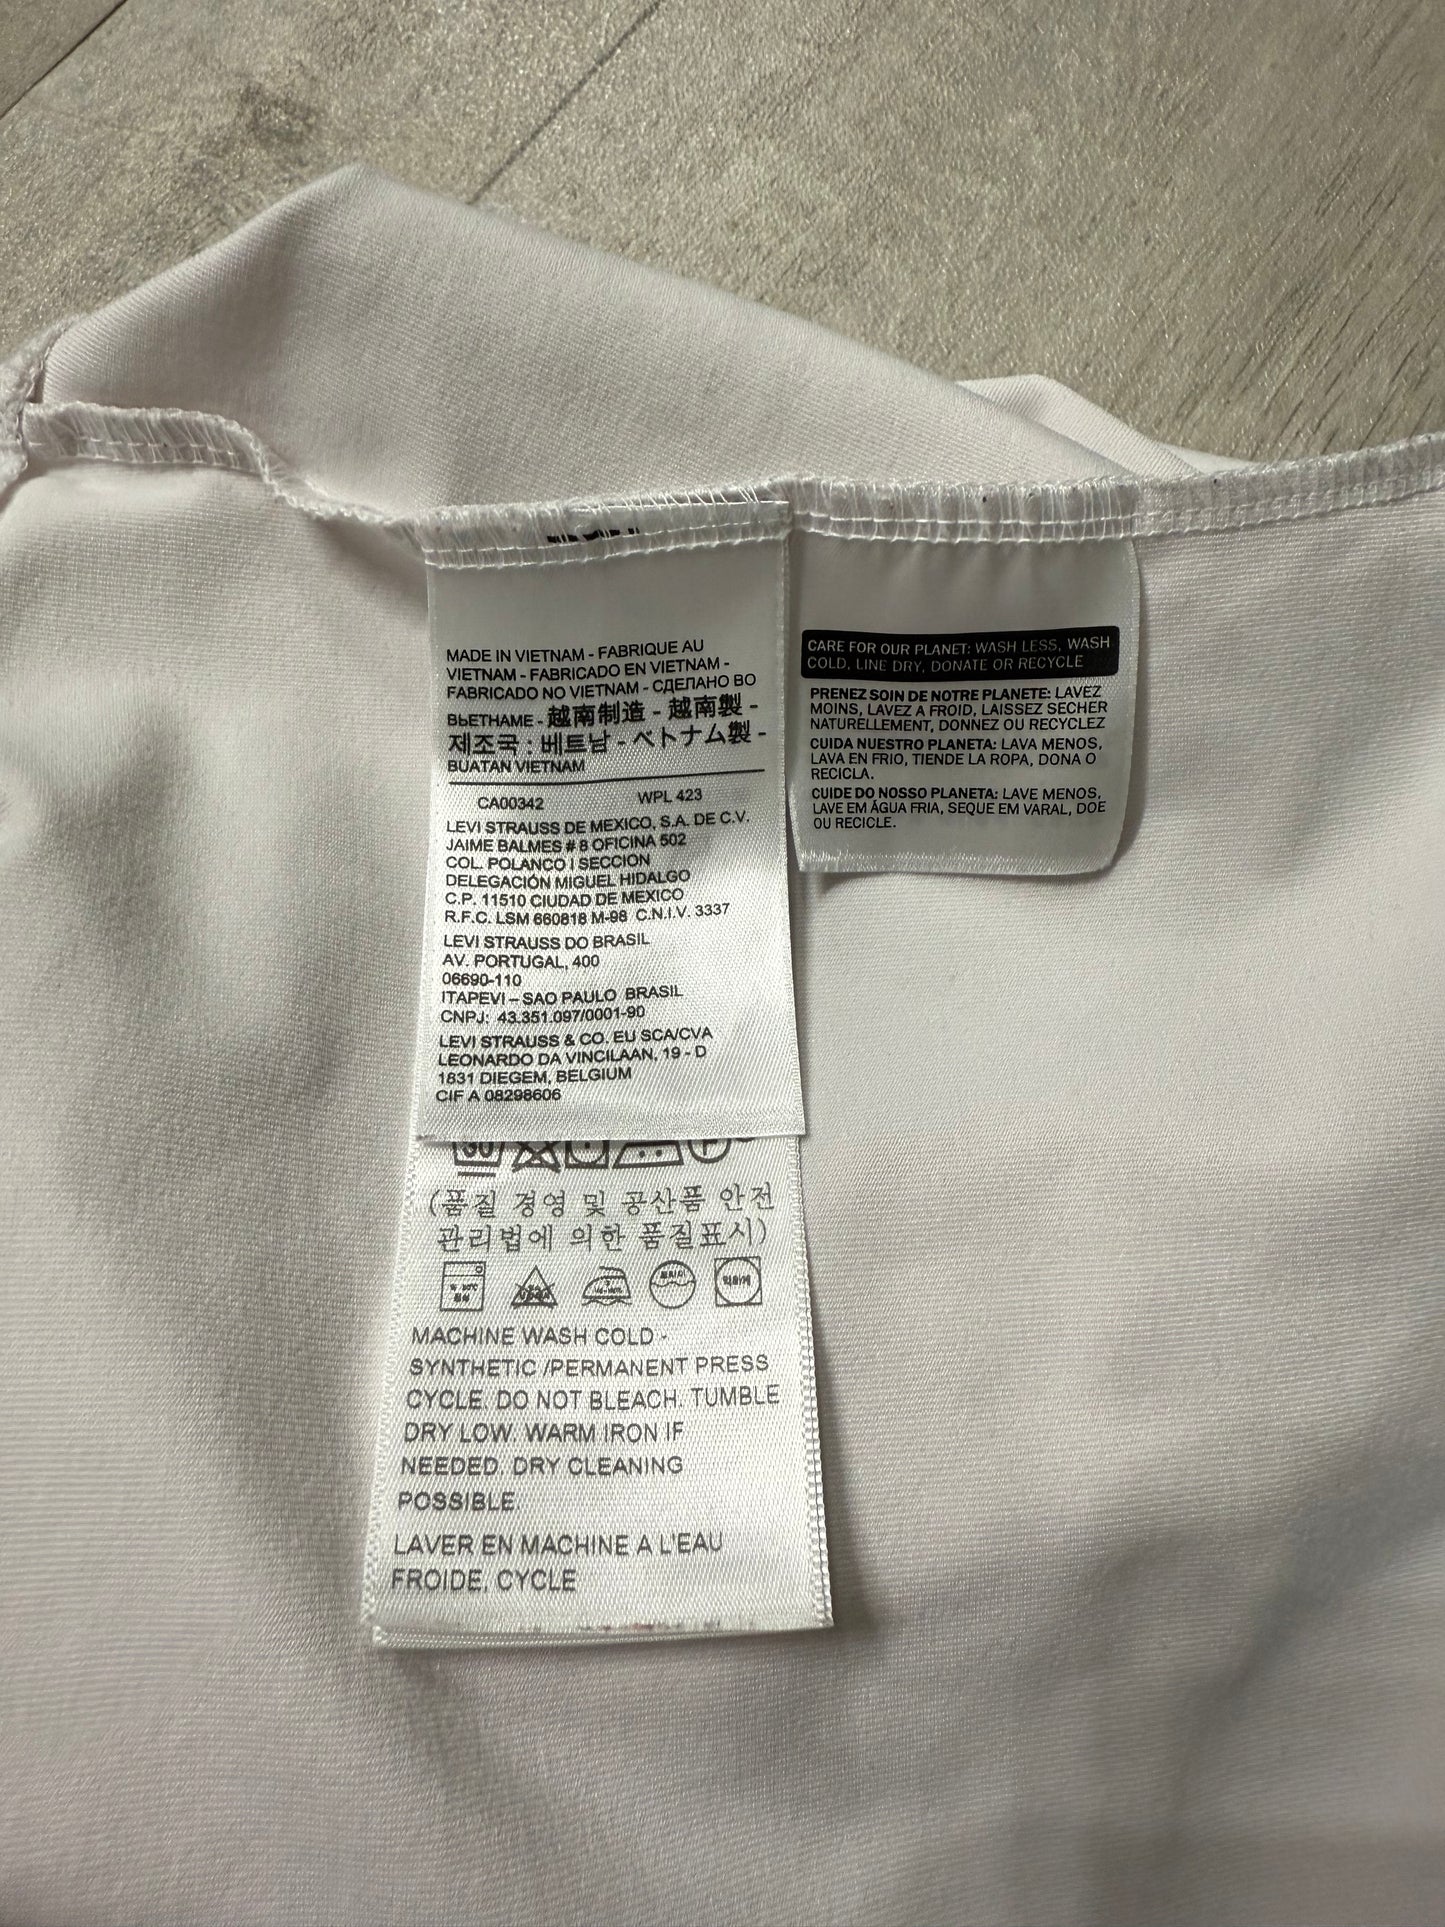 MADE IN VIETNAM - FABRIQUE AU
VIETNAM - FABRICADO EN VIETNAM -
FABRICADO NO VIETNAM - СДЕЛАНО ВО
ВЬЕТНАМЕ - 越南制造 - 越南製 -
제조국 : 베트남 - ベトナム製 -
BUATAN VIETNAM
CA00342 WPL 423
LEVI STRAUSS DE MEXICO, S.A. DE C.V.
JAIME BALMES # 8 OFICINA 502
COL. POLANCO I SECCION
DELEGACIÓN MIGUEL HIDALGO
C.P. 11510 CIUDAD DE MEXICO
R.F.C. LSM 660818 M-98 C.N.I.V. 3337
LEVI STRAUSS DO BRASIL
AV. PORTUGAL, 400
06690-110
ITAPEVI – SAO PAULO BRASIL
CNPJ: 43.351.097/0001-90
LEVI STRAUSS & CO. EU SCA/CVA
LEONARDO DA VINCILAAN, 19 - D
1831 DIEGEM, BELGIUM
CIF A 08298606
30
(품질 경영 및 공산품 안전
관리법에 의한 품질표시)
MACHINE WASH COLD -
SYNTHETIC /PERMANENT PRESS
CYCLE. DO NOT BLEACH. TUMBLE
DRY LOW. WARM IRON IF
NEEDED. DRY CLEANING
POSSIBLE.
LAVER EN MACHINE A L'EAU
FROIDE, CYCLE
CARE FOR OUR PLANET: WASH LESS, WASH
COLD, LINE DRY, DONATE OR RECYCLE
PRENEZ SOIN DE NOTRE PLANETE: LAVEZ
MOINS, LAVEZ A FROID, LAISSEZ SECHER
NATURELLEMENT, DONNEZ OU RECYCLEZ
CUIDA NUESTRO PLANETA: LAVA MENOS,
LAVA EN FRIO, TIENDE LA ROPA, DONA O
RECICLA.
CUIDE DO NOSSO PLANETA: LAVE MENOS,
LAVE EM ÁGUA FRIA, SEQUE EM VARAL, DOE
OU RECICLE.